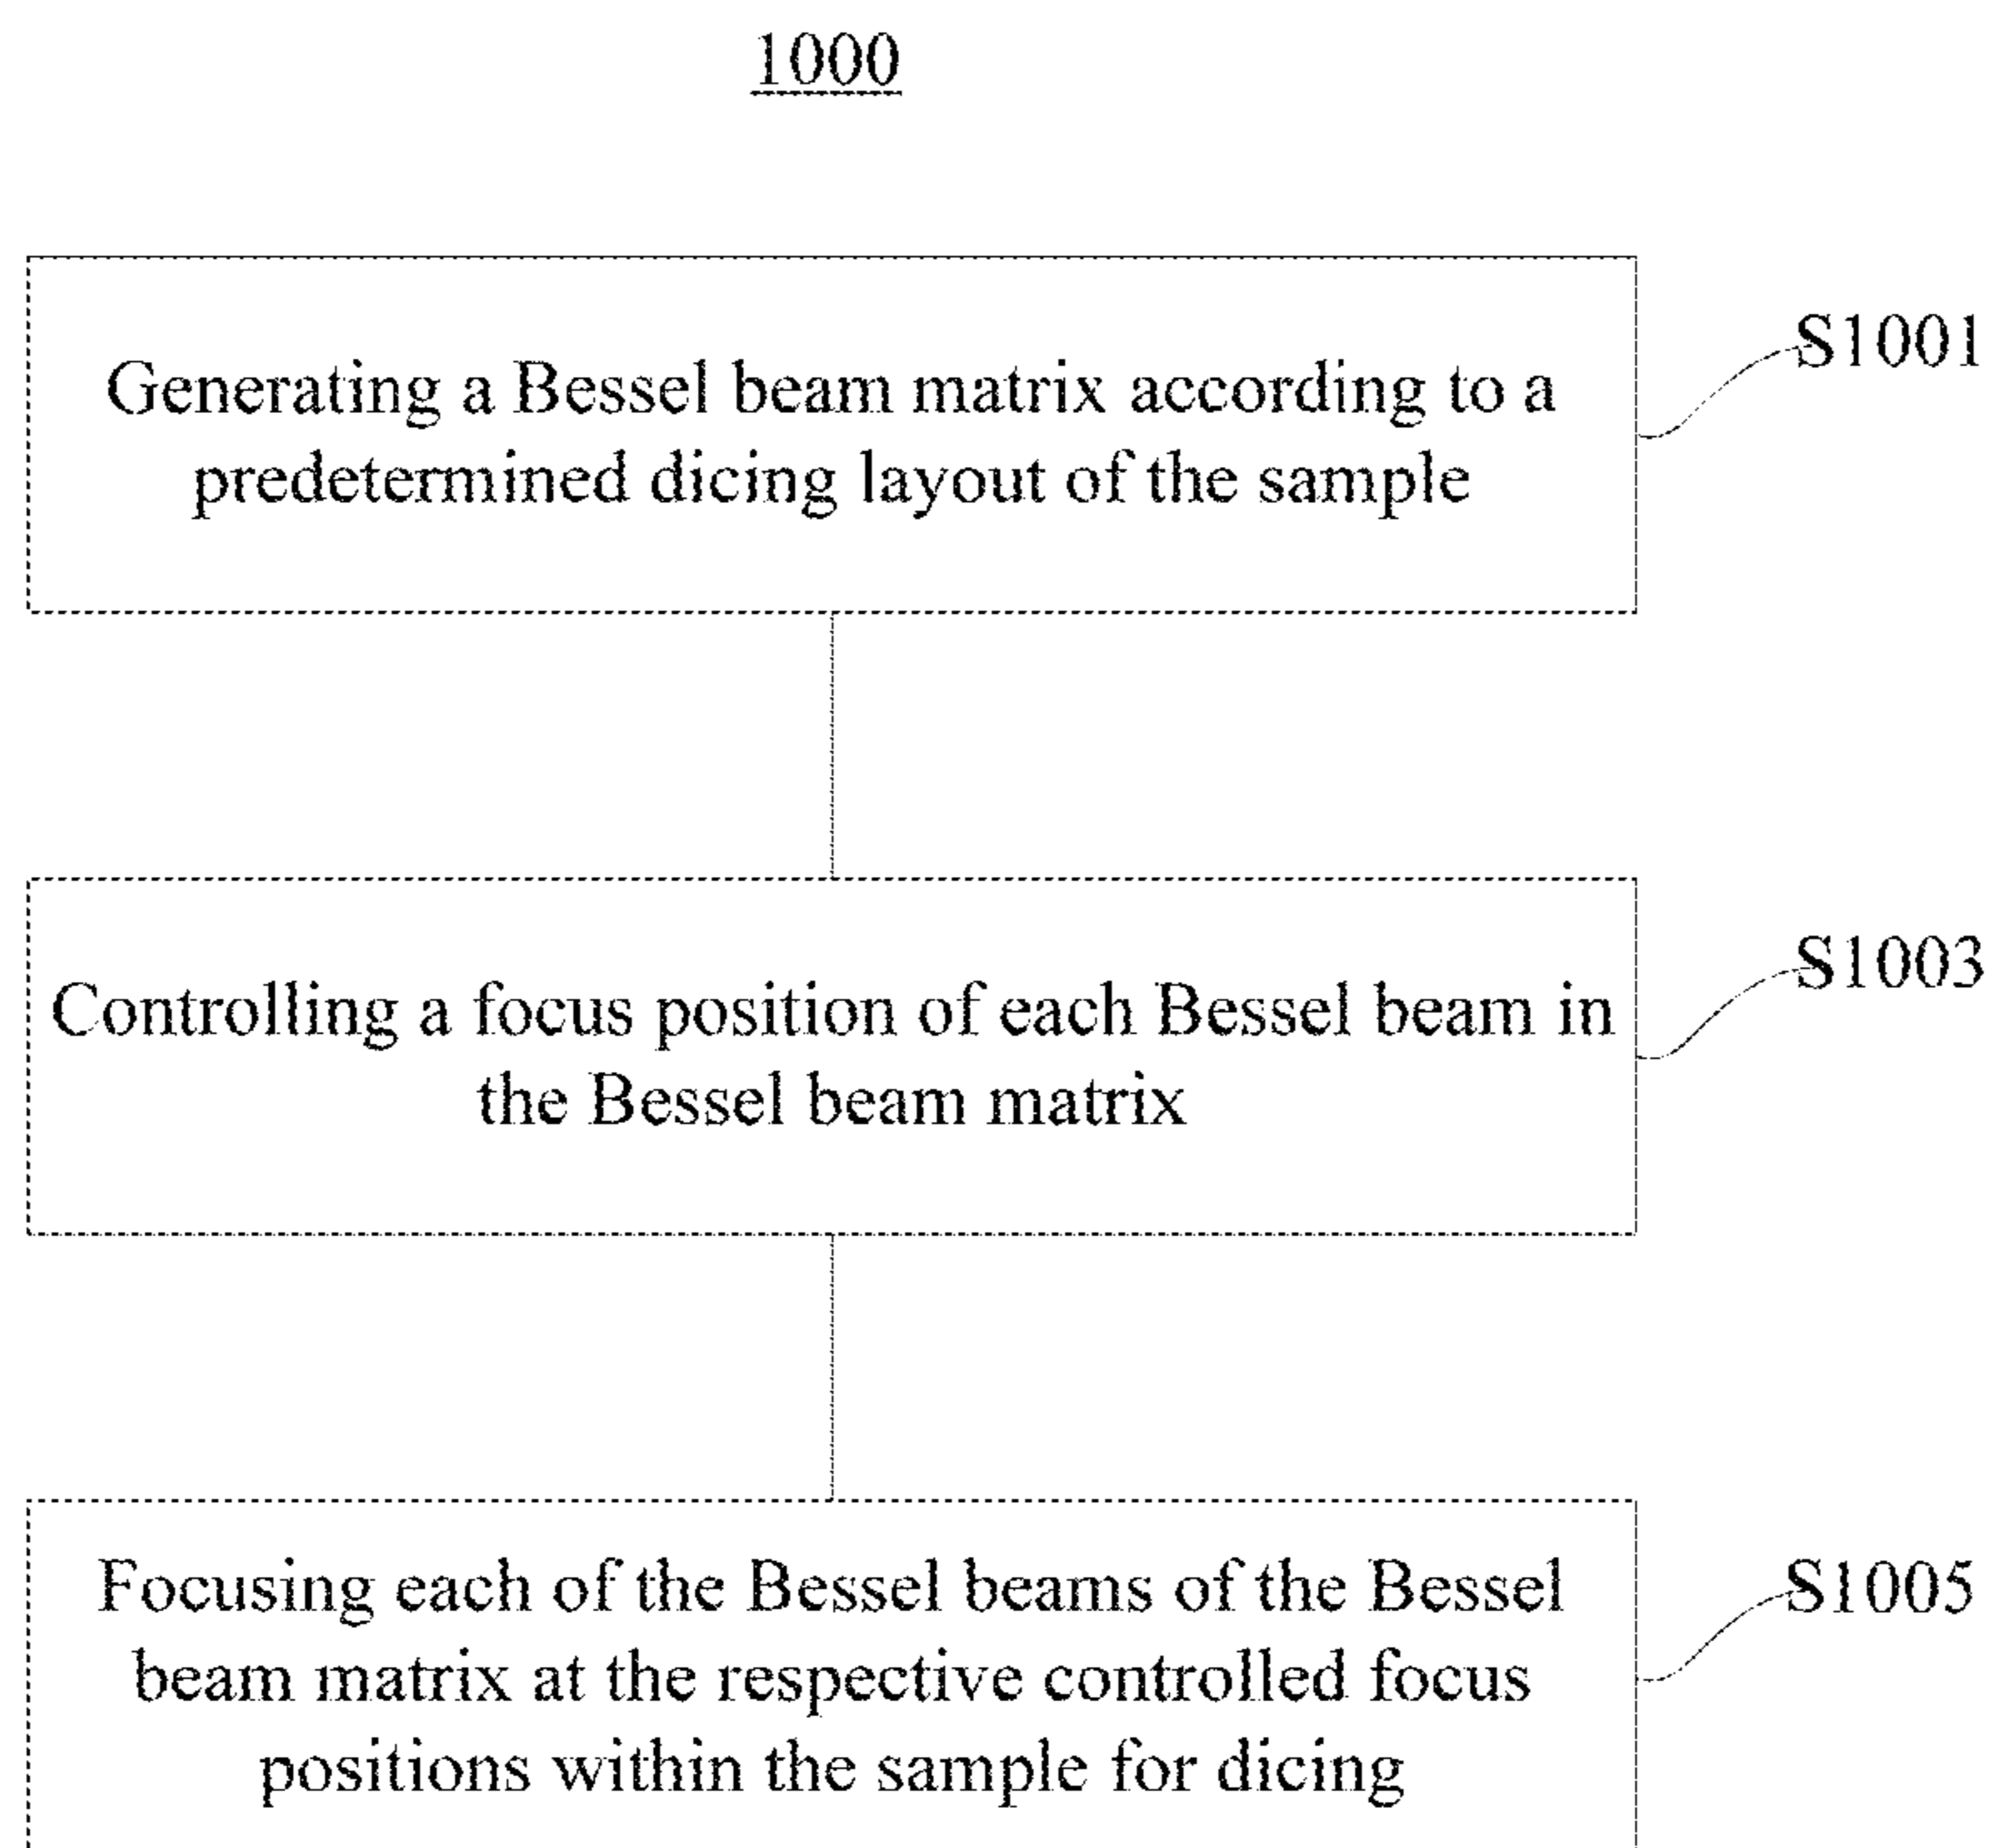 1000
Generating a Bessel beam matrix according to a
predetermined dicing layout of the sample
S1001
Controlling a focus position of each Bessel beam in
the Bessel beam matrix
S1003
Focusing each of the Bessel beams of the Bessel
beam matrix at the respective controlled focus
positions within the sample for dicing
S1005